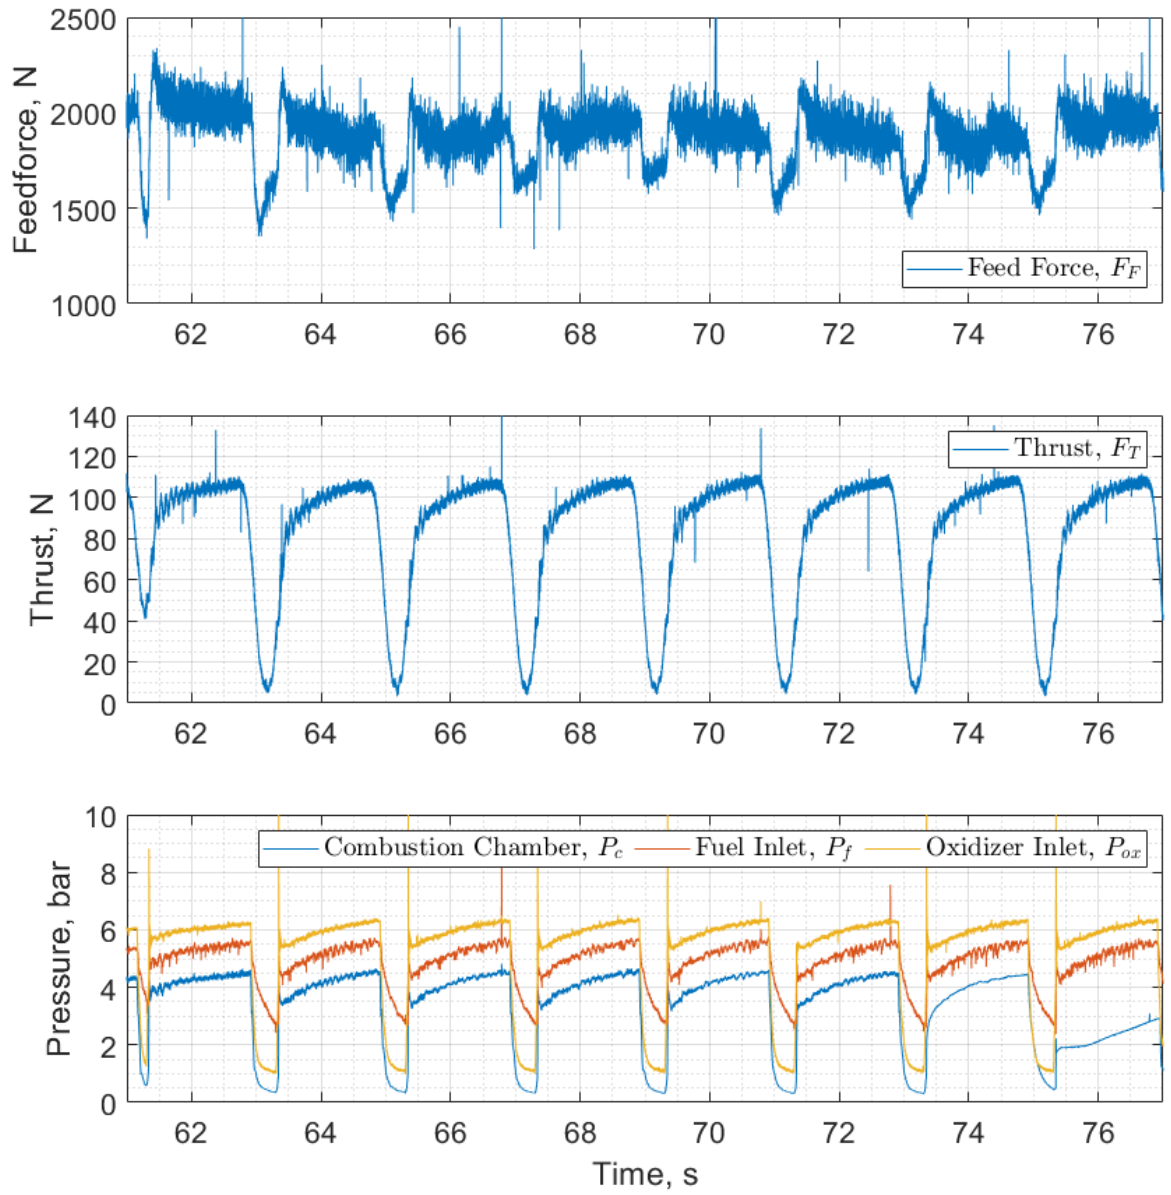 2500
2000
1500
1000
Feedforce, N
Feed Force, F_F
62 64 66 68 70 72 74 76
140
120
100
80
60
40
20
0
Thrust, N
Thrust, F_T
62 64 66 68 70 72 74 76
10
8
6
4
2
0
Pressure, bar
Combustion Chamber, P_c Fuel Inlet, P_f Oxidizer Inlet, P_ox
62 64 66 68 70 72 74 76
Time, s